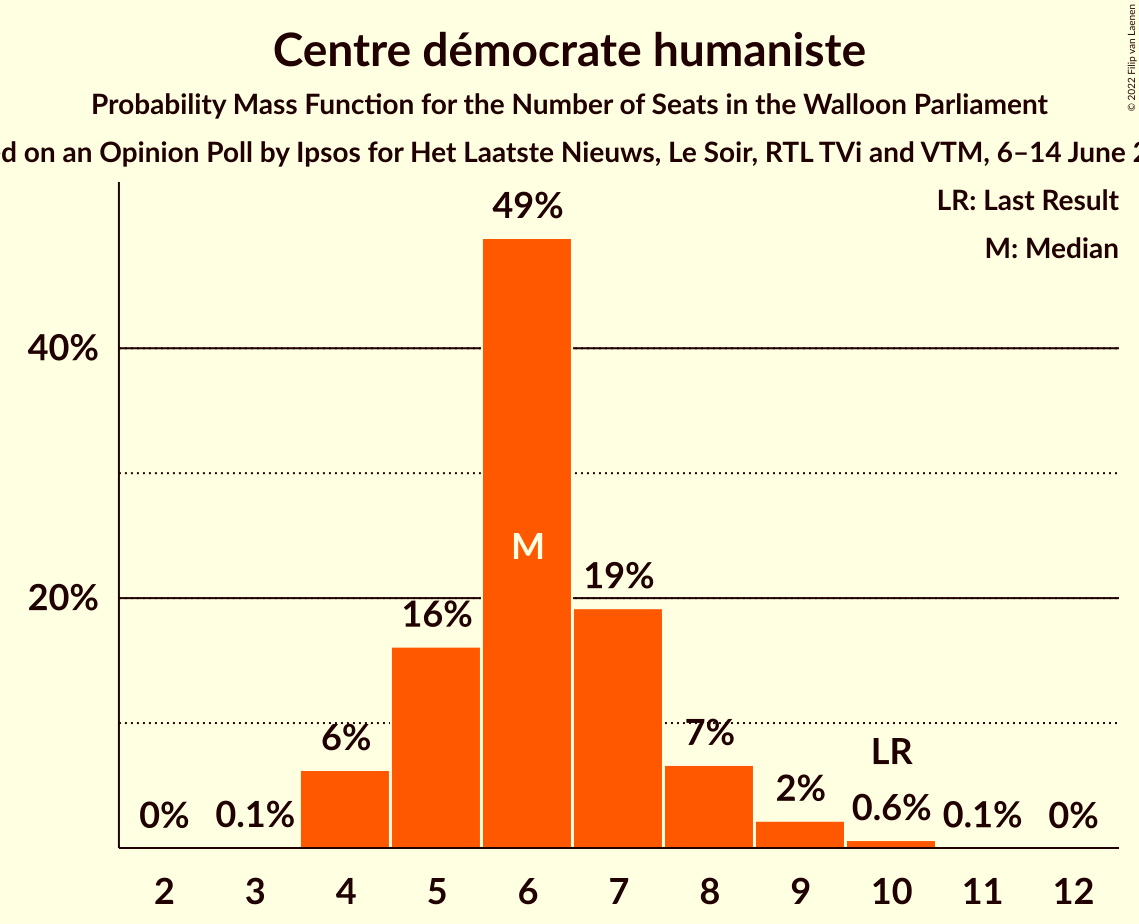 Centre démocrate humaniste
Probability Mass Function for the Number of Seats in the Walloon Parliament
d on an Opinion Poll by Ipsos for Het Laatste Nieuws, Le Soir, RTL TVi and VTM, 6–14 June 2
© 2022 Filip van Laenen
LR: Last Result
M: Median
49%
40%
M
19%
20%
16%
6%
7%
LR
2%
0%
0.1%
0.6%
0.1%
0%
2 3 4 5 6 7 8 9 10 11 12